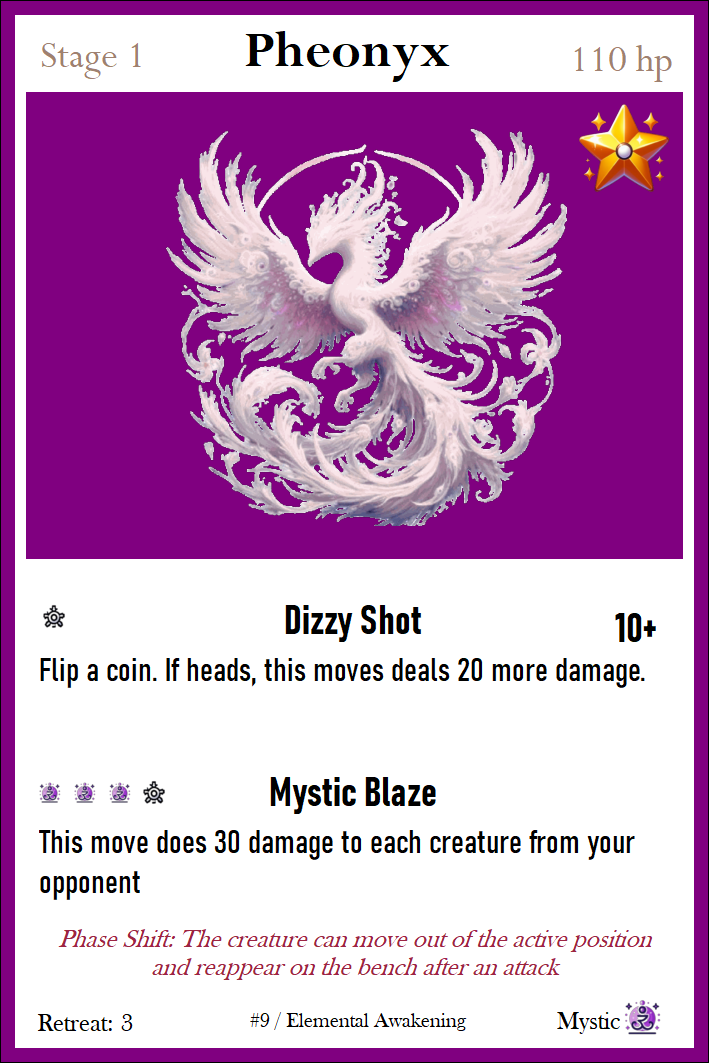 Stage 1
Pheonyx
110 hp
Dizzy Shot
10+
Flip a coin. If heads, this moves deals 20 more damage.
Mystic Blaze
This move does 30 damage to each creature from your
opponent
Phase Shift: The creature can move out of the active position
and reappear on the bench after an attack
Retreat: 3
#9 / Elemental Awakening
Mystic